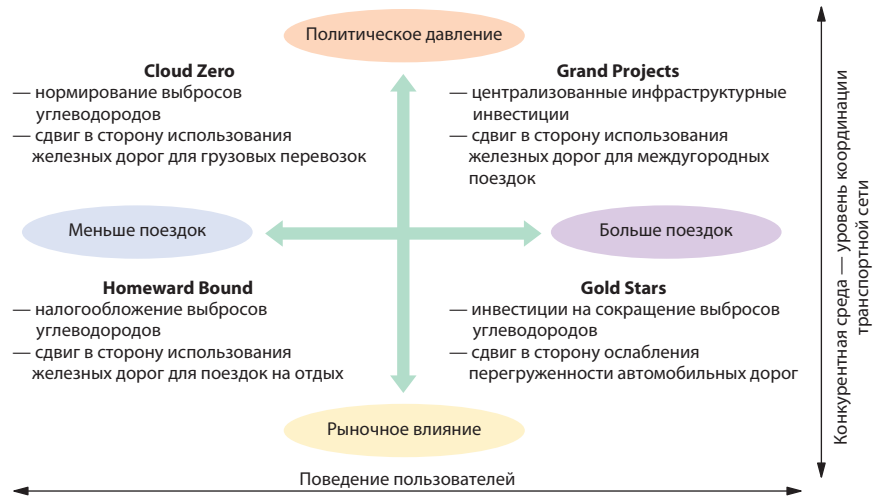 Политическое давление
Cloud Zero
— нормирование выбросов
углеводородов
— сдвиг в сторону использования
железных дорог для грузовых перевозок
Grand Projects
— централизованные инфраструктурные
инвестиции
— сдвиг в сторону использования
железных дорог для междугородных
поездок
Меньше поездок
Больше поездок
Homeward Bound
— налогообложение выбросов
углеводородов
— сдвиг в сторону использования
железных дорог для поездок на отдых
Gold Stars
— инвестиции на сокращение выбросов
углеводородов
— сдвиг в сторону ослабления
перегруженности автомобильных дорог
Рыночное влияние
Поведение пользователей
Конкурентная среда — уровень координации
транспортной сети